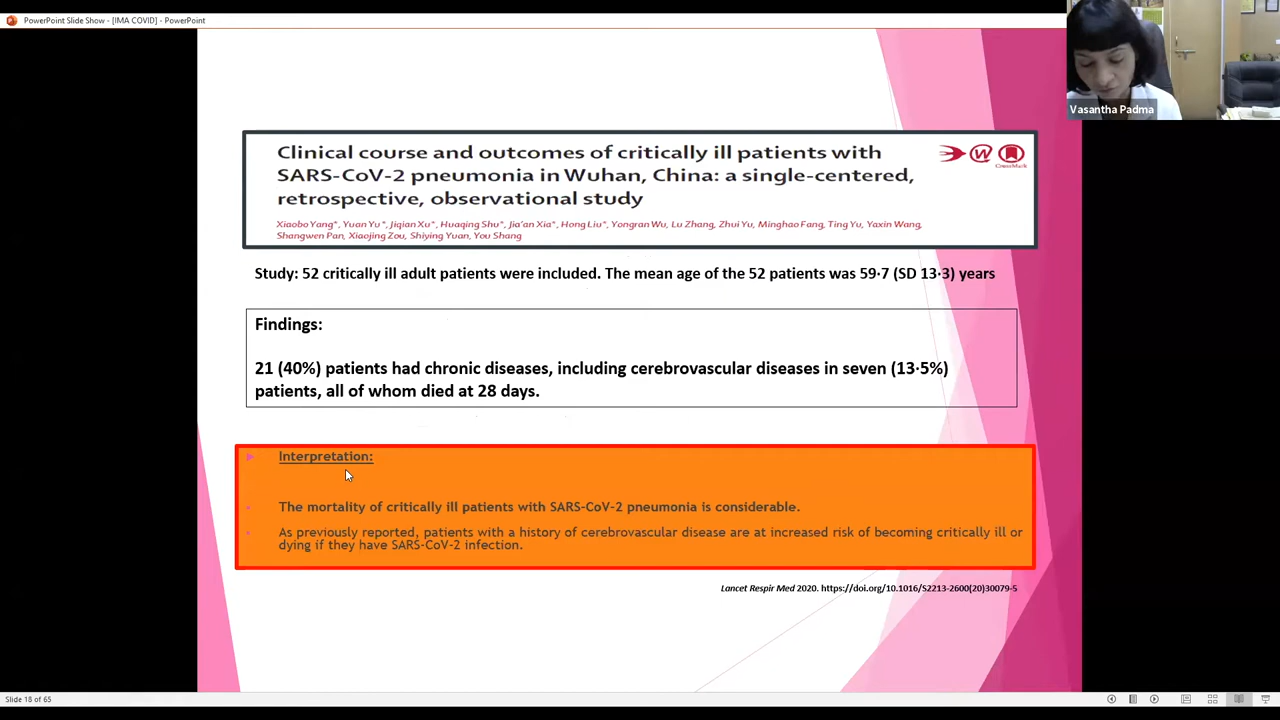 PowerPoint Slide Show - [IMA COVID] - PowerPoint
Vasantha Padma
Clinical course and outcomes of critically ill patients with
SARS-CoV-2 pneumonia in Wuhan, China: a single-centered,
retrospective, observational study
CrossMark
Xiaobo Yang*, Yuan Yu*, Jiqian Xu*, Huaqing Shu*, Jia'an Xia*, Hong Liu*, Yongran Wu, Lu Zhang, Zhui Yu, Minghao Fang, Ting Yu, Yaxin Wang,
Shangwen Pan, Xiaojing Zou, Shiying Yuan, You Shang
Study: 52 critically ill adult patients were included. The mean age of the 52 patients was 59·7 (SD 13·3) years
Findings:
21 (40%) patients had chronic diseases, including cerebrovascular diseases in seven (13·5%)
patients, all of whom died at 28 days.
Interpretation:
The mortality of critically ill patients with SARS-CoV-2 pneumonia is considerable.
As previously reported, patients with a history of cerebrovascular disease are at increased risk of becoming critically ill or
dying if they have SARS-CoV-2 infection.
Lancet Respir Med 2020. https://doi.org/10.1016/S2213-2600(20)30079-5
Slide 18 of 65